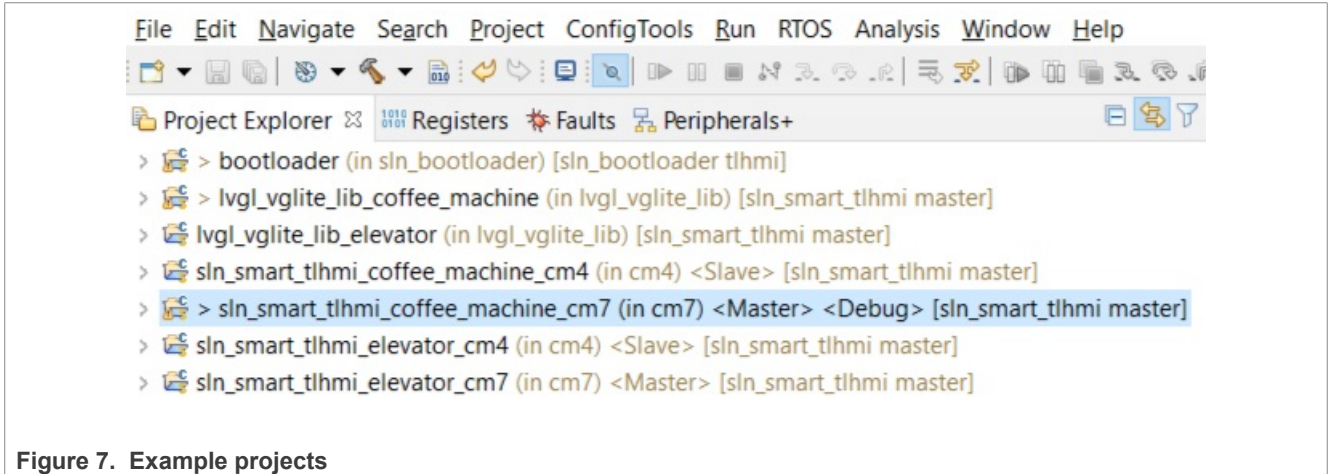 File Edit Navigate Search Project ConfigTools Run RTOS Analysis Window Help
Project Explorer Registers Faults Peripherals+
> bootloader (in sln_bootloader) [sln_bootloader tlhmi]
> lvgl_vglite_lib_coffee_machine (in lvgl_vglite_lib) [sln_smart_tlhmi master]
lvgl_vglite_lib_elevator (in lvgl_vglite_lib) [sln_smart_tlhmi master]
sln_smart_tlhmi_coffee_machine_cm4 (in cm4) <Slave> [sln_smart_tlhmi master]
> sln_smart_tlhmi_coffee_machine_cm7 (in cm7) <Master> <Debug> [sln_smart_tlhmi master]
sln_smart_tlhmi_elevator_cm4 (in cm4) <Slave> [sln_smart_tlhmi master]
sln_smart_tlhmi_elevator_cm7 (in cm7) <Master> [sln_smart_tlhmi master]
Figure 7. Example projects